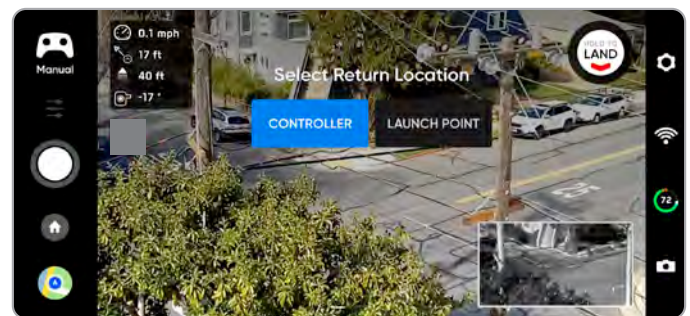 Manual
0.1 mph
17 ft
40 ft
-17 °
Select Return Location
CONTROLLER
LAUNCH POINT
HOLD TO
LAND
72
25